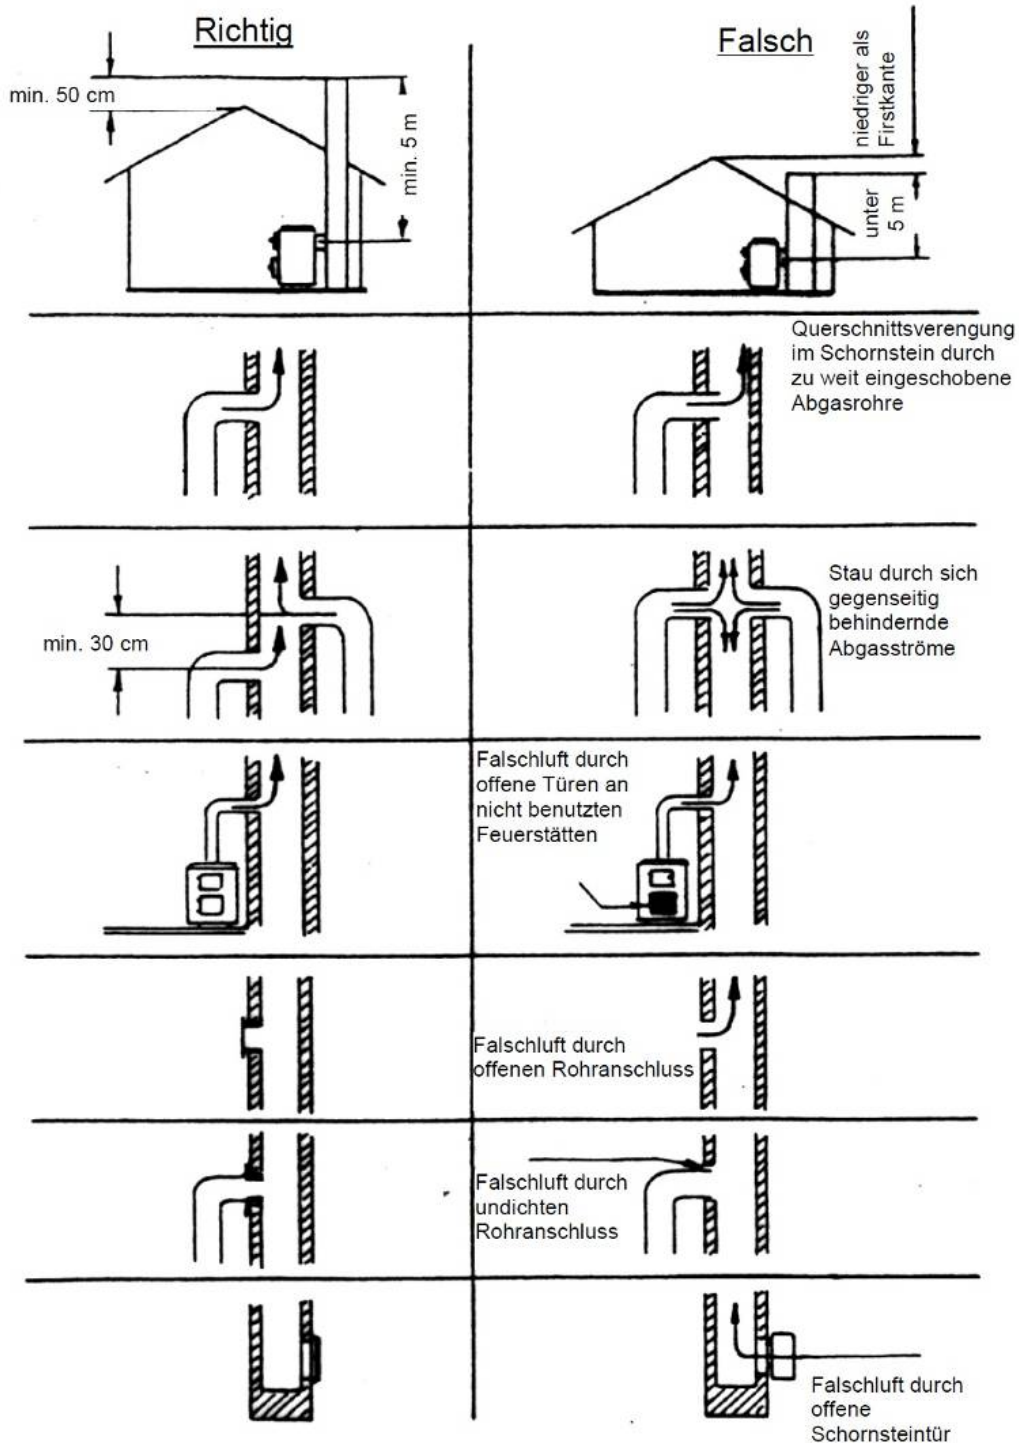 Richtig
Falsch
min. 50 cm
min. 5 m
niedriger als
Firstkante
unter
5 m
Querschnittsverengung
im Schornstein durch
zu weit eingeschobene
Abgasrohre
min. 30 cm
Stau durch sich
gegenseitig
behindernde
Abgasströme
Falschluft durch
offene Türen an
nicht benutzten
Feuerstätten
Falschluft durch
offenen Rohranschluss
Falschluft durch
undichten
Rohranschluss
Falschluft durch
offene
Schornsteintür